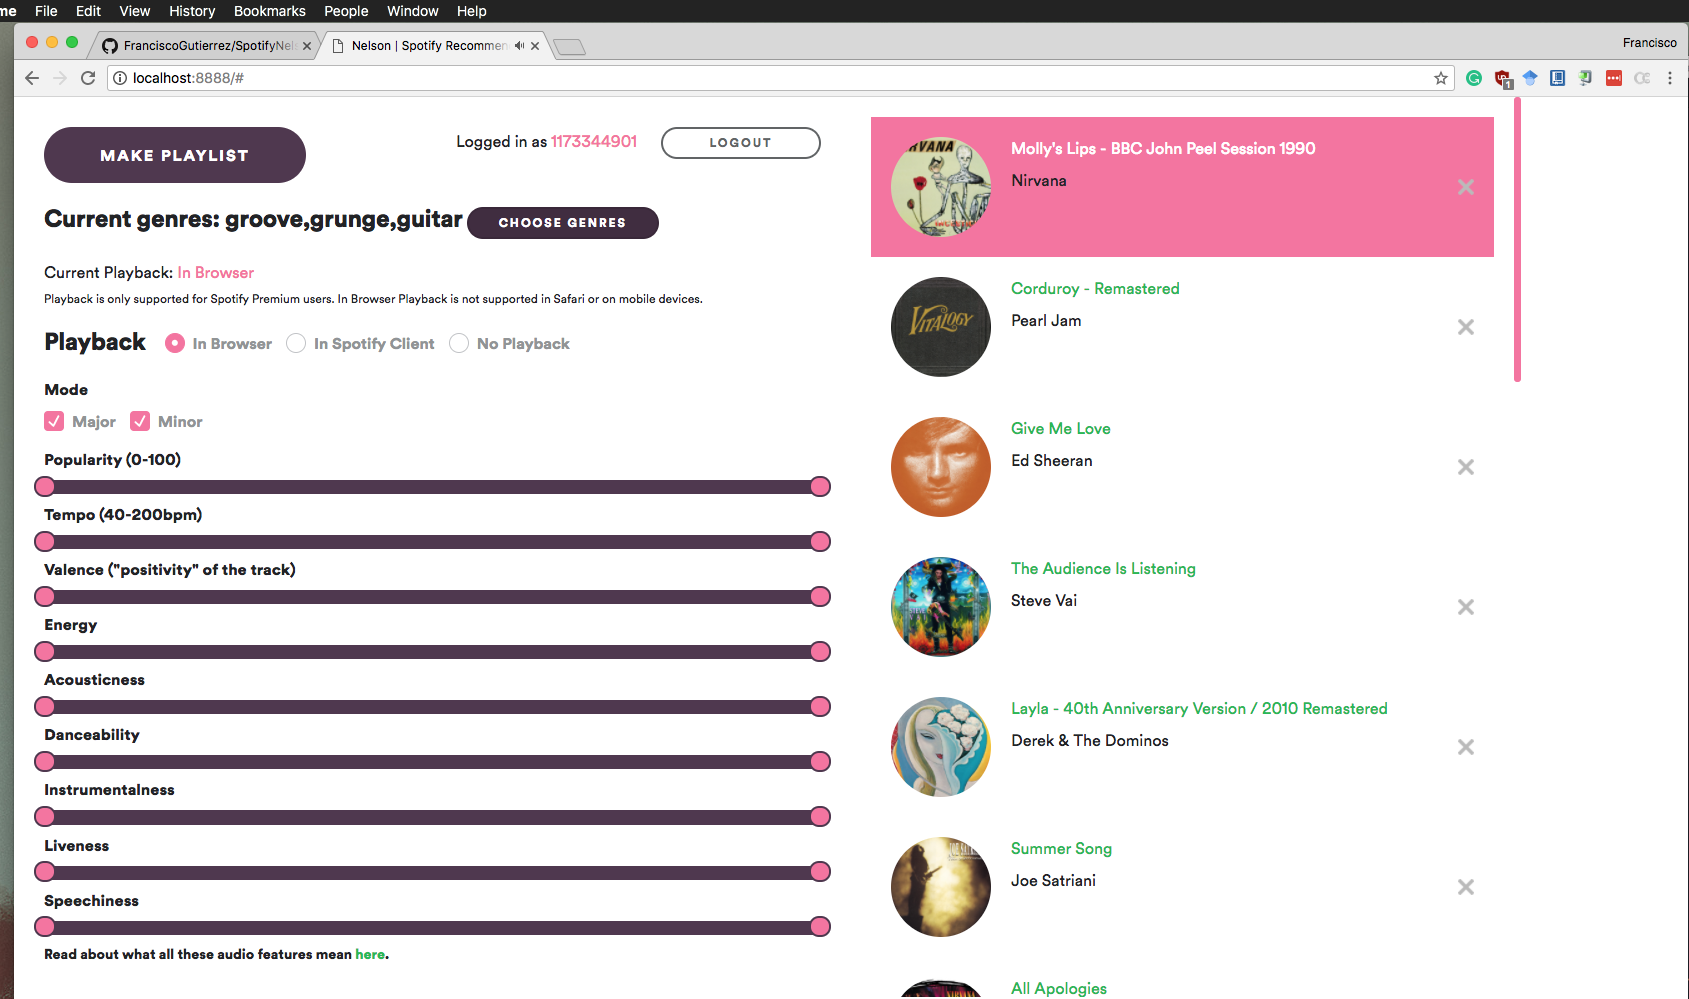 me File Edit View History Bookmarks People Window Help
FranciscoGutierrez/SpotifyNels
Nelson | Spotify Recommen
Francisco
localhost:8888/#
1
MAKE PLAYLIST
Logged in as 1173344901
LOGOUT
Current genres: groove,grunge,guitar
CHOOSE GENRES
Current Playback: In Browser
Playback is only supported for Spotify Premium users. In Browser Playback is not supported in Safari or on mobile devices.
Playback In Browser In Spotify Client No Playback
Mode
Major Minor
Popularity (0-100)
Tempo (40-200bpm)
Valence ("positivity" of the track)
Energy
Acousticness
Danceability
Instrumentalness
Liveness
Speechiness
Read about what all these audio features mean here.
RVANA
Molly's Lips - BBC John Peel Session 1990
Nirvana
VITALOGY
Corduroy - Remastered
Pearl Jam
Give Me Love
Ed Sheeran
The Audience Is Listening
Steve Vai
Layla - 40th Anniversary Version / 2010 Remastered
Derek & The Dominos
Summer Song
Joe Satriani
All Apologies